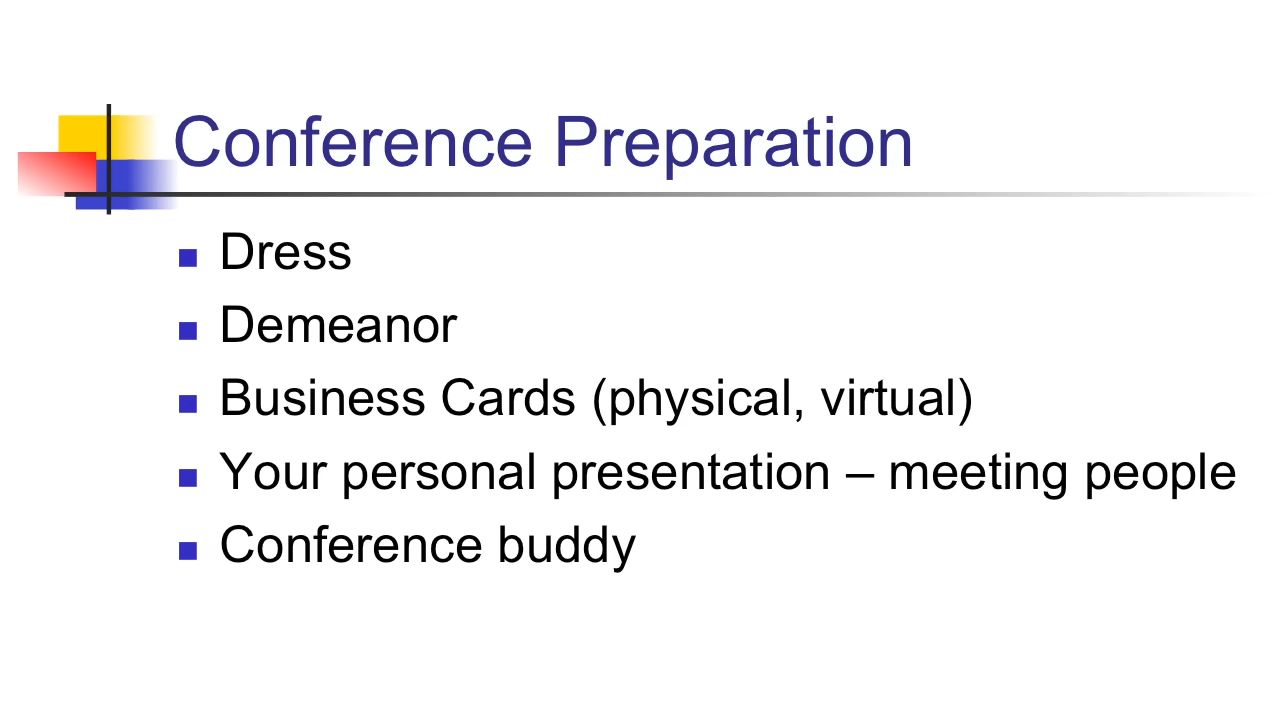 Conference Preparation
Dress
Demeanor
Business Cards (physical, virtual)
Your personal presentation – meeting people
Conference buddy